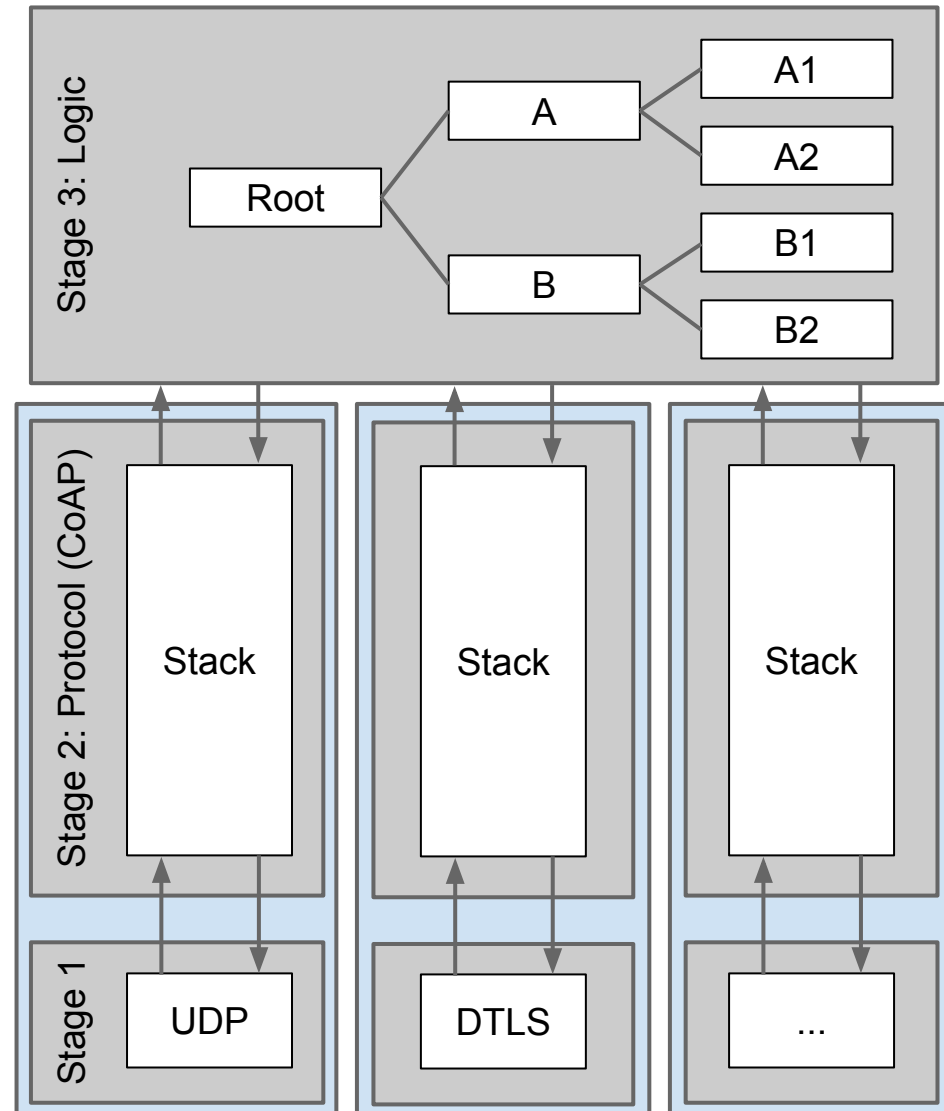 Stage 3: Logic
Root
A
B
A1
A2
B1
B2
Stage 2: Protocol (CoAP)
Stack
Stack
Stack
Stage 1
UDP
DTLS
...